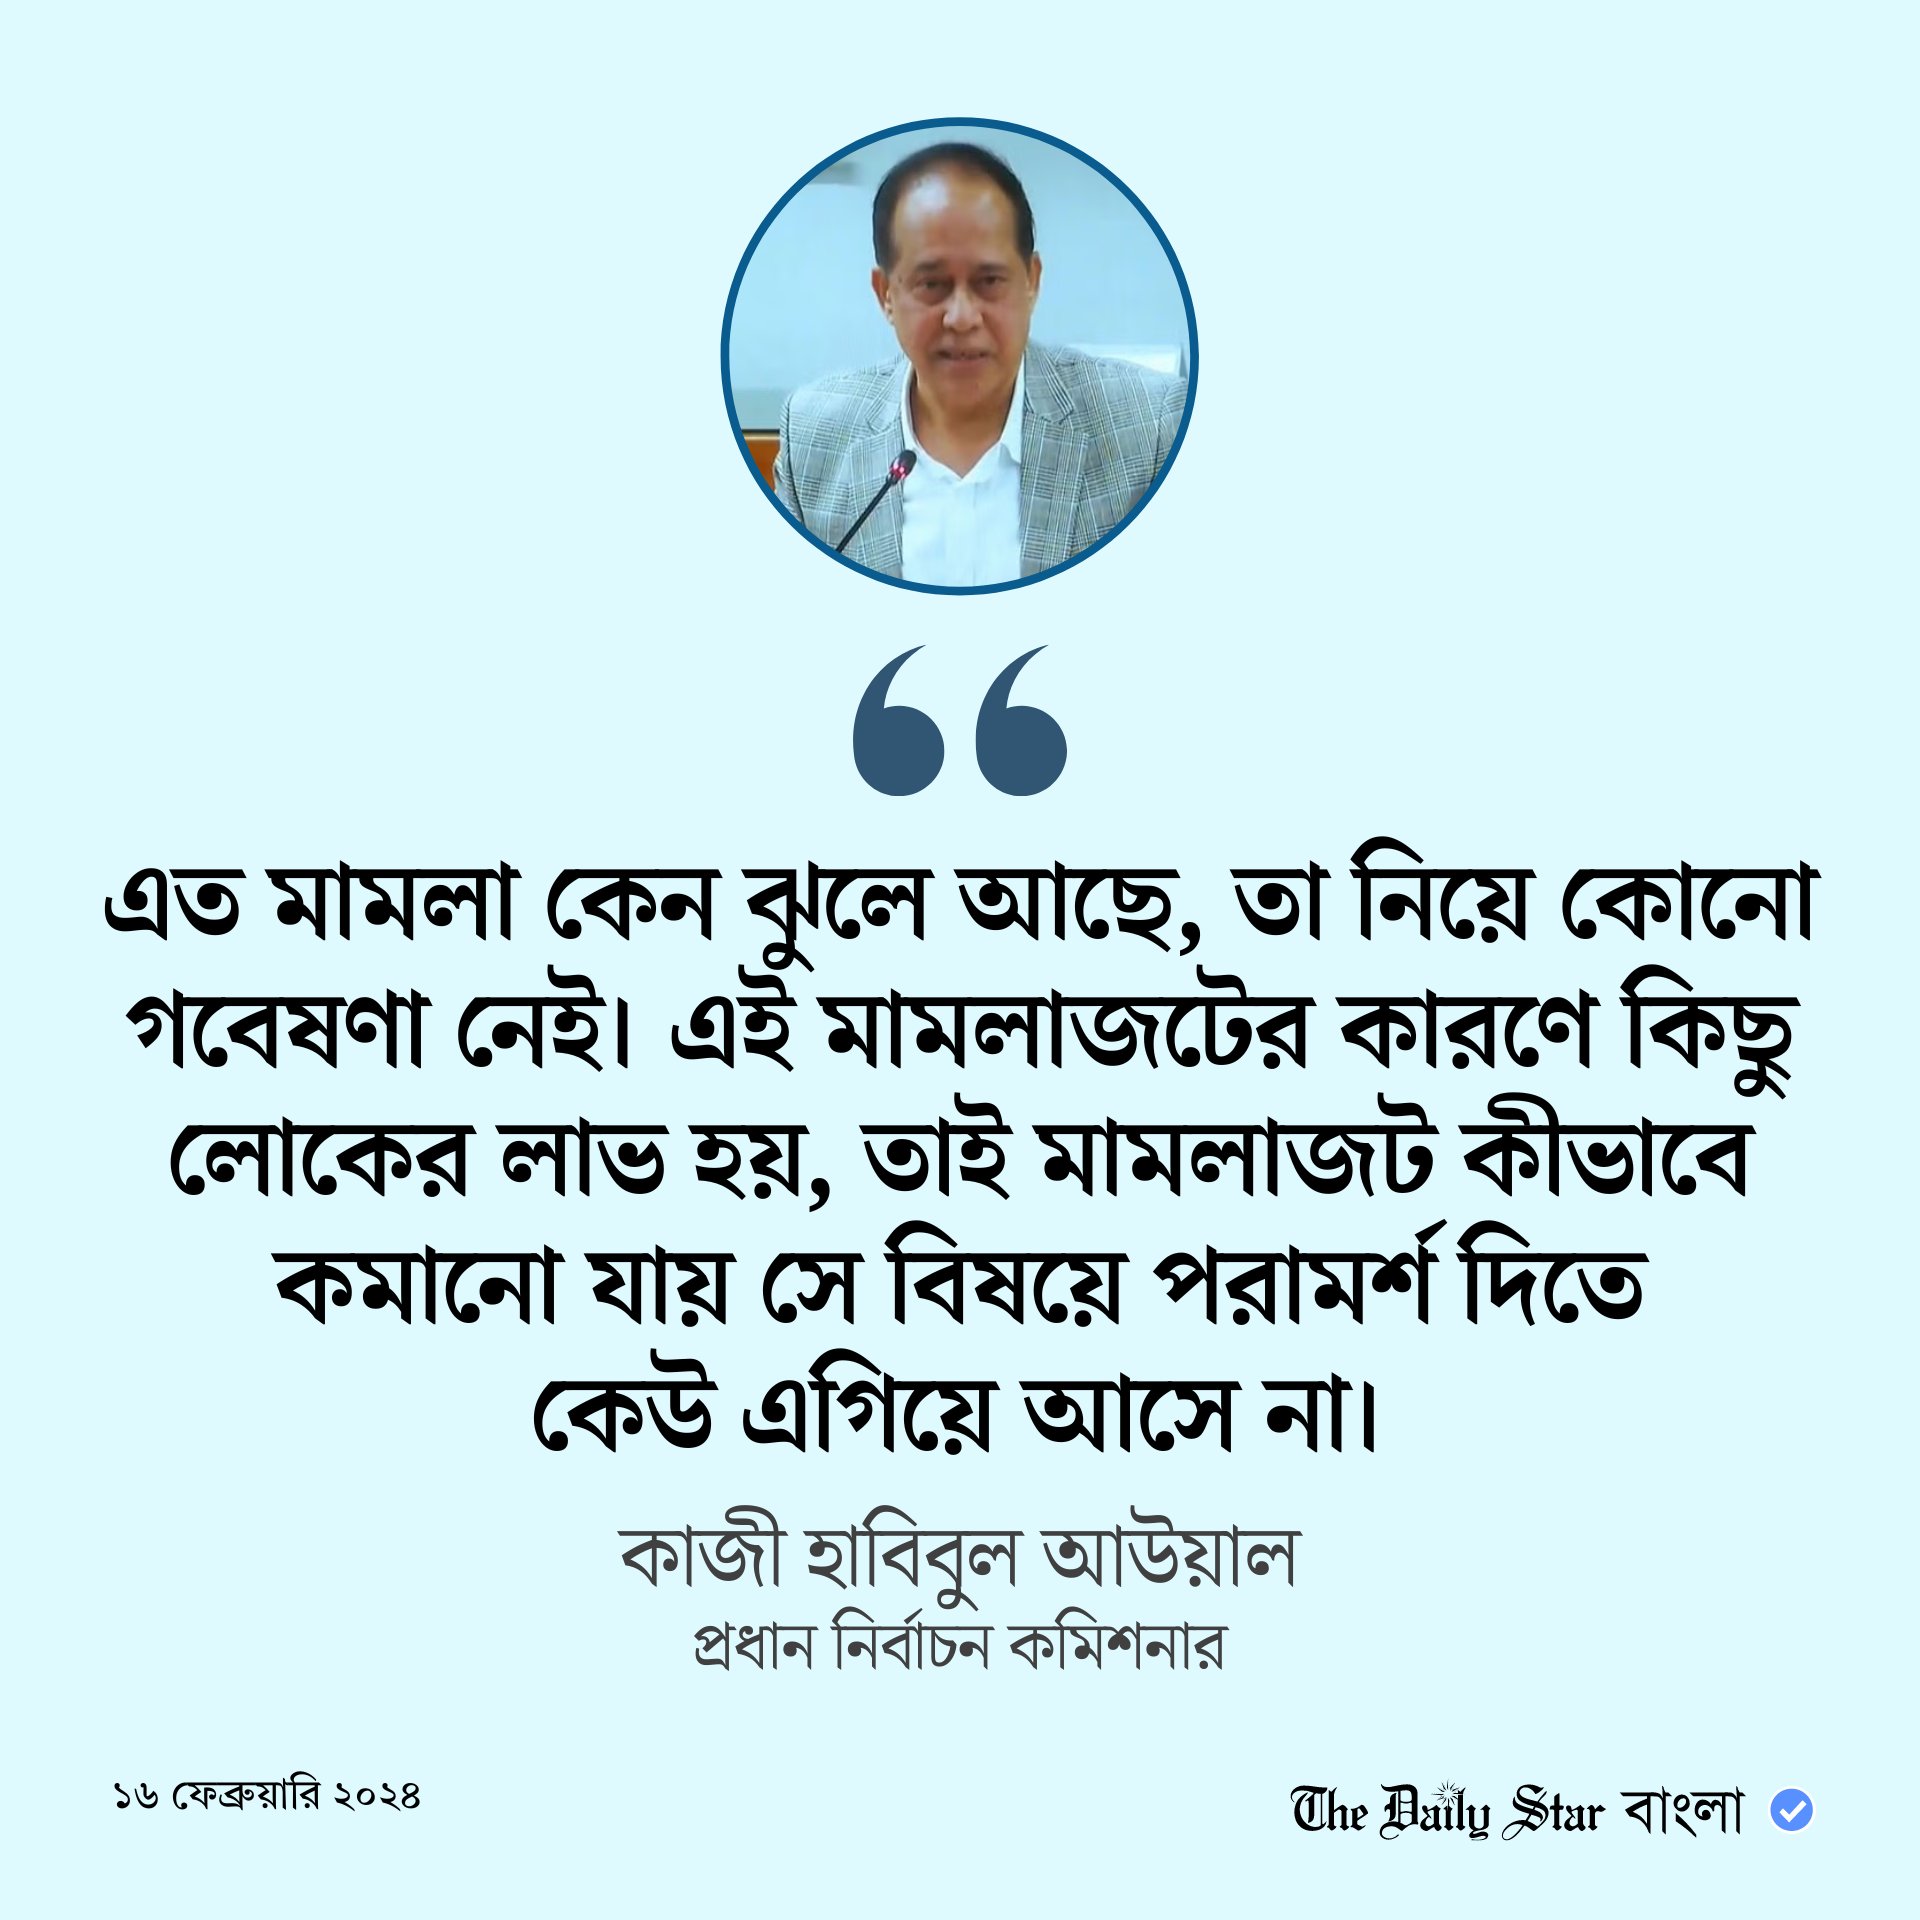 এত মামলা কেন ঝুলে আছে, তা নিয়ে কোনো
গবেষণা নেই। এই মামলাজটের কারণে কিছু
লোকের লাভ হয়, তাই মামলাজট কীভাবে
কমানো যায় সে বিষয়ে পরামর্শ দিতে
কেউ এগিয়ে আসে না।
কাজী হাবিবুল আউয়াল
প্রধান নির্বাচন কমিশনার
১৬ ফেব্রুয়ারি ২০২৪
The Daily Star বাংলা